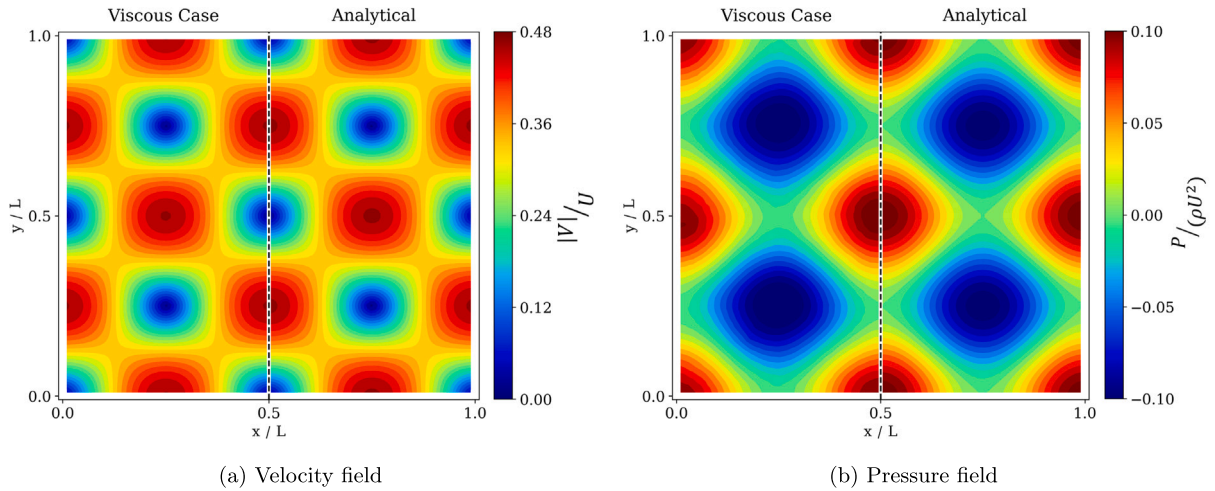 Viscous Case Analytical
1.0
0.5
0.0
y / L
0.0 0.5 1.0
x / L
0.48
0.36
0.24
0.12
0.00
|V|/U
(a) Velocity field
Viscous Case Analytical
1.0
0.5
0.0
y / L
0.0 0.5 1.0
x / L
0.10
0.05
0.00
−0.05
−0.10
P/(ρU²)
(b) Pressure field